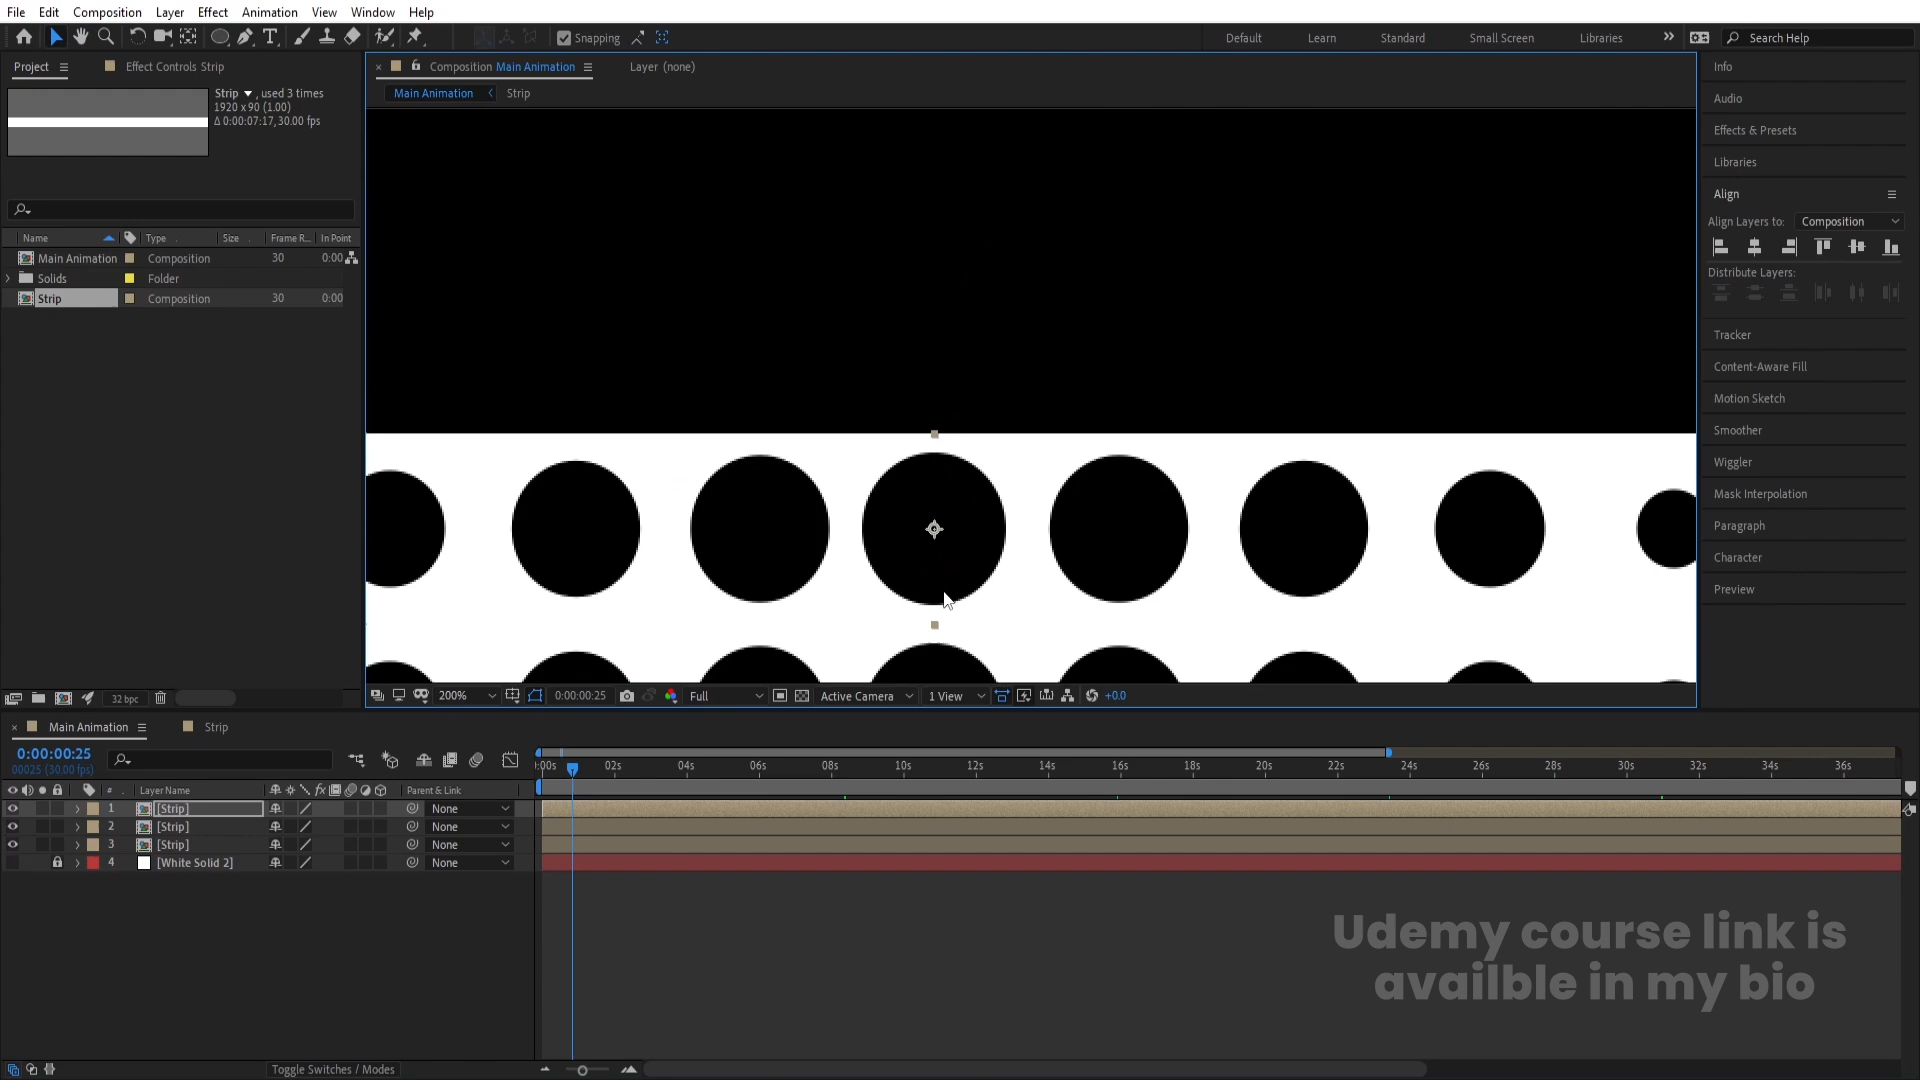 File Edit Composition Layer Effect Animation View Window Help
Snapping Default Learn Standard Small Screen Libraries Search Help
Project Effect Controls Strip
Composition Main Animation Layer (none)
Main Animation Strip
Strip , used 3 times
1920 x 90 (1.00)
Δ 0:00:07:17, 30.00 fps
Name Type Size Frame R... In Point
Main Animation Composition 30 0:00
Solids Folder
Strip Composition 30 0:00
32 bpc
200% 0:00:00:25 Full Active Camera 1 View +0.0
Info
Audio
Effects & Presets
Libraries
Align
Align Layers to: Composition
Distribute Layers:
Tracker
Content-Aware Fill
Motion Sketch
Smoother
Wiggler
Mask Interpolation
Paragraph
Character
Preview
Main Animation Strip
0:00:00:25
00025 (30.00 fps)
:00s 02s 04s 06s 08s 10s 12s 14s 16s 18s 20s 22s 24s 26s 28s 30s 32s 34s 36s
# Layer Name Parent & Link
1 [Strip] None
2 [Strip] None
3 [Strip] None
4 [White Solid 2] None
Udemy course link is
availble in my bio
Toggle Switches / Modes